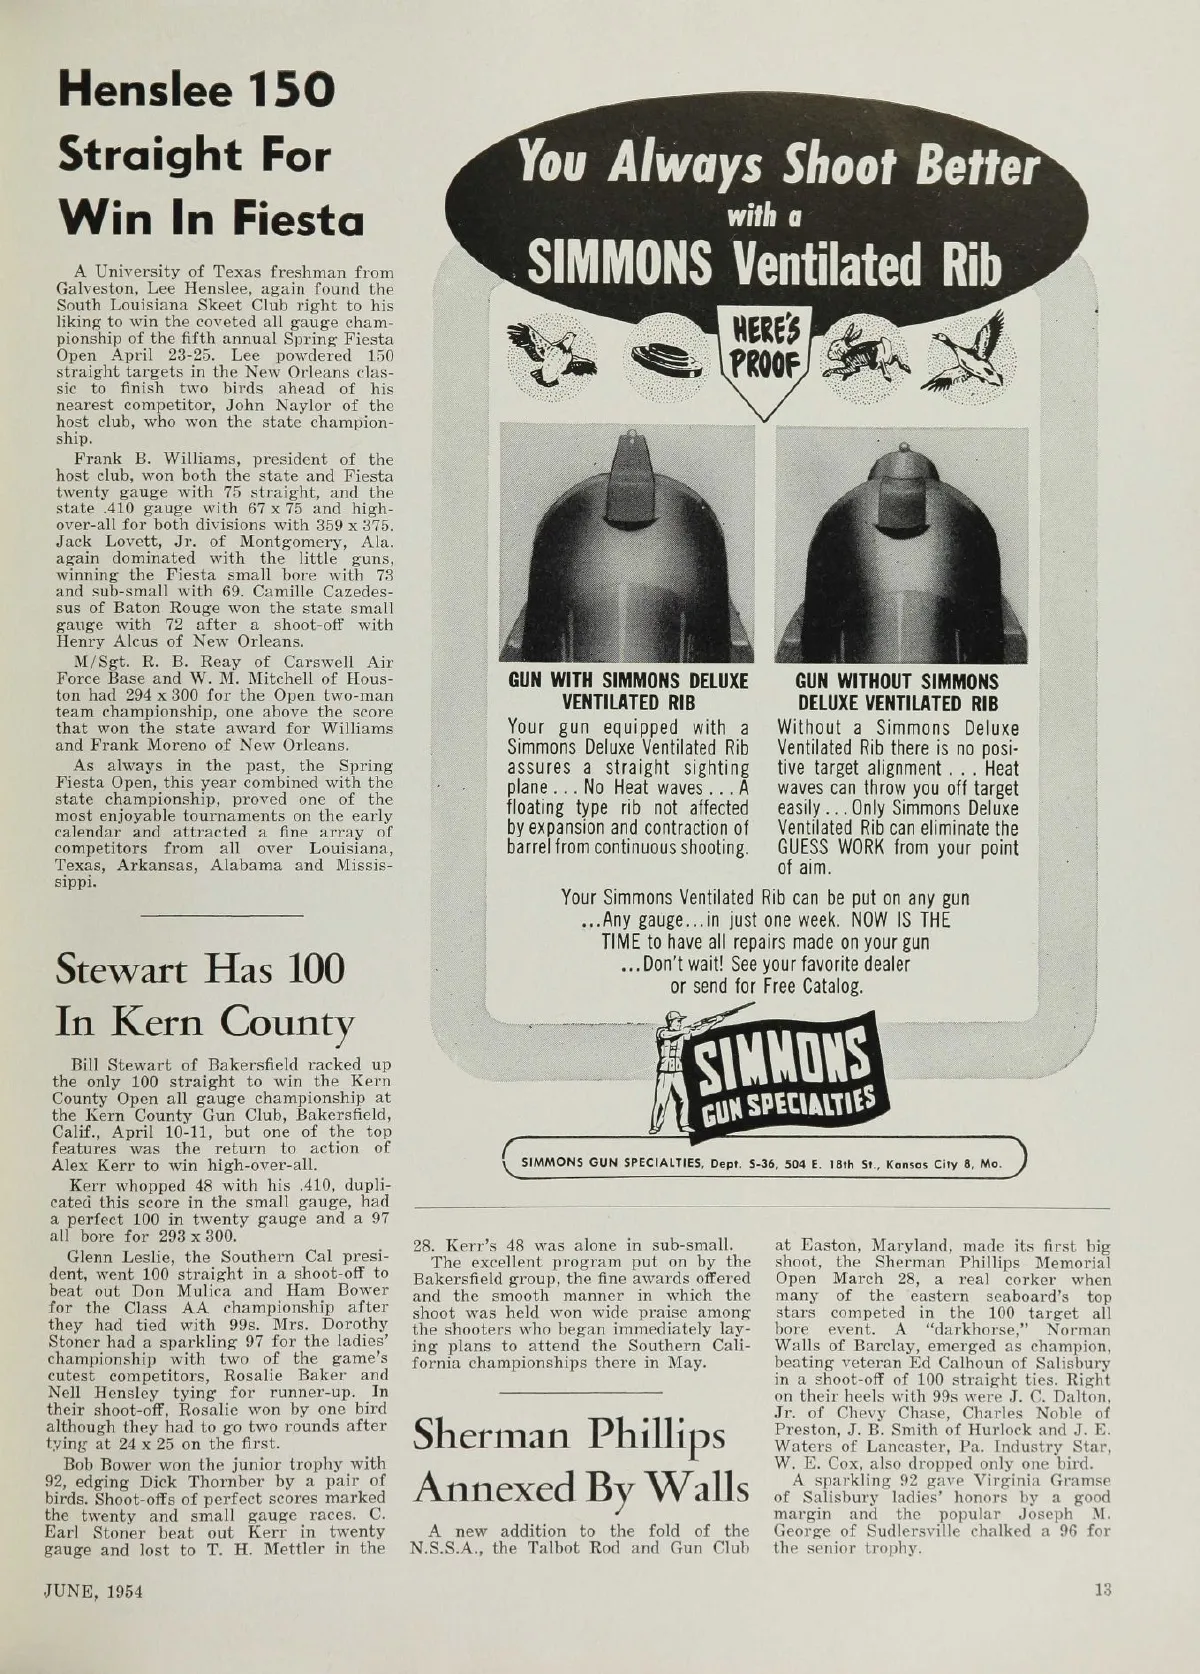 Henslee 150
Straight For
Win In Fiesta
A University of Texas freshman from
Galveston, Lee Henslee, again found the
South Louisiana Skeet Club right to his
liking to win the coveted all gauge cham-
pionship of the fifth annual Spring Fiesta
Open April 23-25. Lee powdered 150
straight targets in the New Orleans clas-
sic to finish two birds ahead of his
nearest competitor, John Naylor of the
host club, who won the state champion-
ship.
Frank B. Williams, president of the
host club, won both the state and Fiesta
twenty gauge with 75 straight, and the
state .410 gauge with 67 x 75 and high-
over-all for both divisions with 359 x 375.
Jack Lovett, Jr. of Montgomery, Ala.
again dominated with the little guns,
winning the Fiesta small bore with 73
and sub-small with 69. Camille Cazedes-
sus of Baton Rouge won the state small
gauge with 72 after a shoot-off with
Henry Alcus of New Orleans.
M/Sgt. R. B. Reay of Carswell Air
Force Base and W. M. Mitchell of Hous-
ton had 294 x 300 for the Open two-man
team championship, one above the score
that won the state award for Williams
and Frank Moreno of New Orleans.
As always in the past, the Spring
Fiesta Open, this year combined with the
state championship, proved one of the
most enjoyable tournaments on the early
calendar and attracted a fine array of
competitors from all over Louisiana,
Texas, Arkansas, Alabama and Missis-
sippi.
Stewart Has 100
In Kern County
Bill Stewart of Bakersfield racked up
the only 100 straight to win the Kern
County Open all gauge championship at
the Kern County Gun Club, Bakersfield,
Calif., April 10-11, but one of the top
features was the return to action of
Alex Kerr to win high-over-all.
Kerr whopped 48 with his .410, dupli-
cated this score in the small gauge, had
a perfect 100 in twenty gauge and a 97
all bore for 293 x 300.
Glenn Leslie, the Southern Cal presi-
dent, went 100 straight in a shoot-off to
beat out Don Mulica and Ham Bower
for the Class AA championship after
they had tied with 99s. Mrs. Dorothy
Stoner had a sparkling 97 for the ladies'
championship with two of the game's
cutest competitors, Rosalie Baker and
Nell Hensley tying for runner-up. In
their shoot-off, Rosalie won by one bird
although they had to go two rounds after
tying at 24 x 25 on the first.
Bob Bower won the junior trophy with
92, edging Dick Thornber by a pair of
birds. Shoot-offs of perfect scores marked
the twenty and small gauge races. C.
Earl Stoner beat out Kerr in twenty
gauge and lost to T. H. Mettler in the
You Always Shoot Better
with a
SIMMONS Ventilated Rib
HERE'S
PROOF
GUN WITH SIMMONS DELUXE
VENTILATED RIB
Your gun equipped with a
Simmons Deluxe Ventilated Rib
assures a straight sighting
plane . . . No Heat waves . . . A
floating type rib not affected
by expansion and contraction of
barrel from continuous shooting.
GUN WITHOUT SIMMONS
DELUXE VENTILATED RIB
Without a Simmons Deluxe
Ventilated Rib there is no posi-
tive target alignment . . . Heat
waves can throw you off target
easily . . . Only Simmons Deluxe
Ventilated Rib can eliminate the
GUESS WORK from your point
of aim.
Your Simmons Ventilated Rib can be put on any gun
...Any gauge...in just one week. NOW IS THE
TIME to have all repairs made on your gun
...Don't wait! See your favorite dealer
or send for Free Catalog.
SIMMONS
GUN SPECIALTIES
SIMMONS GUN SPECIALTIES, Dept. S-36, 504 E. 18th St., Kansas City 8, Mo.
28. Kerr's 48 was alone in sub-small.
The excellent program put on by the
Bakersfield group, the fine awards offered
and the smooth manner in which the
shoot was held won wide praise among
the shooters who began immediately lay-
ing plans to attend the Southern Cali-
fornia championships there in May.
Sherman Phillips
Annexed By Walls
A new addition to the fold of the
N.S.S.A., the Talbot Rod and Gun Club
at Easton, Maryland, made its first big
shoot, the Sherman Phillips Memorial
Open March 28, a real corker when
many of the eastern seaboard's top
stars competed in the 100 target all
bore event. A "darkhorse," Norman
Walls of Barclay, emerged as champion,
beating veteran Ed Calhoun of Salisbury
in a shoot-off of 100 straight ties. Right
on their heels with 99s were J. C. Dalton,
Jr. of Chevy Chase, Charles Noble of
Preston, J. B. Smith of Hurlock and J. E.
Waters of Lancaster, Pa. Industry Star,
W. E. Cox, also dropped only one bird.
A sparkling 92 gave Virginia Gramse
of Salisbury ladies' honors by a good
margin and the popular Joseph M.
George of Sudlersville chalked a 96 for
the senior trophy.
JUNE, 1954
13